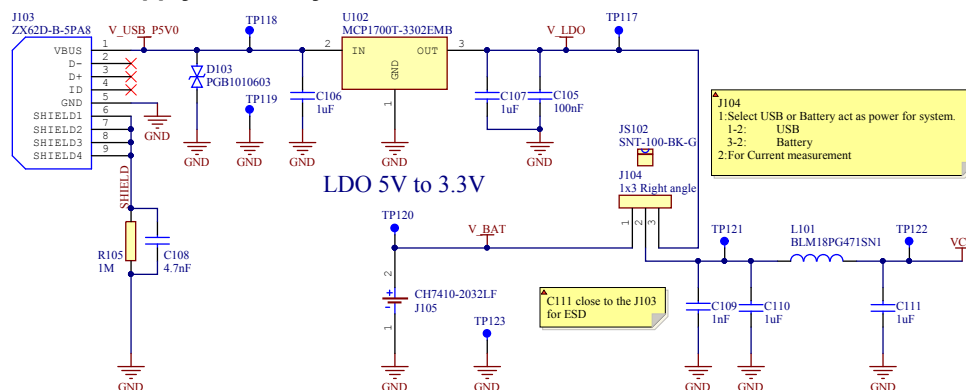 J103
ZX62D-B-5PA8
VBUS
D-
D+
ID
GND
SHIELD1
SHIELD2
SHIELD3
SHIELD4
1
2
3
4
5
6
7
8
9
V_USB_P5V0
TP118
D103
PGB1010603
TP119
GND
GND
GND
GND
C106
1uF
U102
MCP1700T-3302EMB
2
IN
OUT
3
GND
1
GND
V_LDO
TP117
C107
1uF
C105
100nF
GND
LDO 5V to 3.3V
SHIELD
R105
1M
C108
4.7nF
GND
JS102
SNT-100-BK-G
J104
1x3 Right angle
1
2
3
J104
1:Select USB or Battery act as power for system.
1-2: USB
3-2: Battery
2:For Current measurement
TP120
V_BAT
2
+
-
CH7410-2032LF
J105
1
GND
TP123
GND
C111 close to the J103
for ESD
TP121
L101
BLM18PG471SN1
TP122
C109
1nF
C110
1uF
C111
1uF
GND
GND
GND